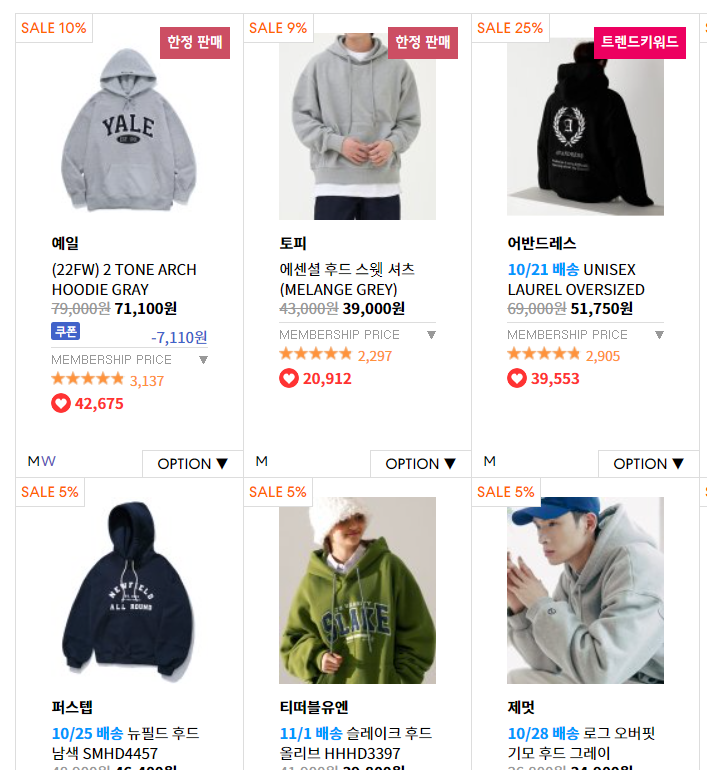 SALE 10%
한정 판매
YALE
예일
(22FW) 2 TONE ARCH
HOODIE GRAY
79,000원 71,100원
쿠폰
-7,110원
MEMBERSHIP PRICE ▼
★★★★★ 3,137
42,675
MW
OPTION ▼
SALE 9%
한정 판매
토피
에센셜 후드 스웻 셔츠
(MELANGE GREY)
43,000원 39,000원
MEMBERSHIP PRICE ▼
★★★★★ 2,297
20,912
M
OPTION ▼
SALE 25%
트렌드키워드
어반드레스
10/21 배송 UNISEX
LAUREL OVERSIZED
69,000원 51,750원
MEMBERSHIP PRICE ▼
★★★★★ 2,905
39,553
M
OPTION ▼
SALE 5%
NEWFIELD
ALL ROUND
퍼스텝
10/25 배송 뉴필드 후드
남색 SMHD4457
SALE 5%
SLAKE
티떠블유엔
11/1 배송 슬레이크 후드
올리브 HHHD3397
SALE 5%
제멋
10/28 배송 로그 오버핏
기모 후드 그레이